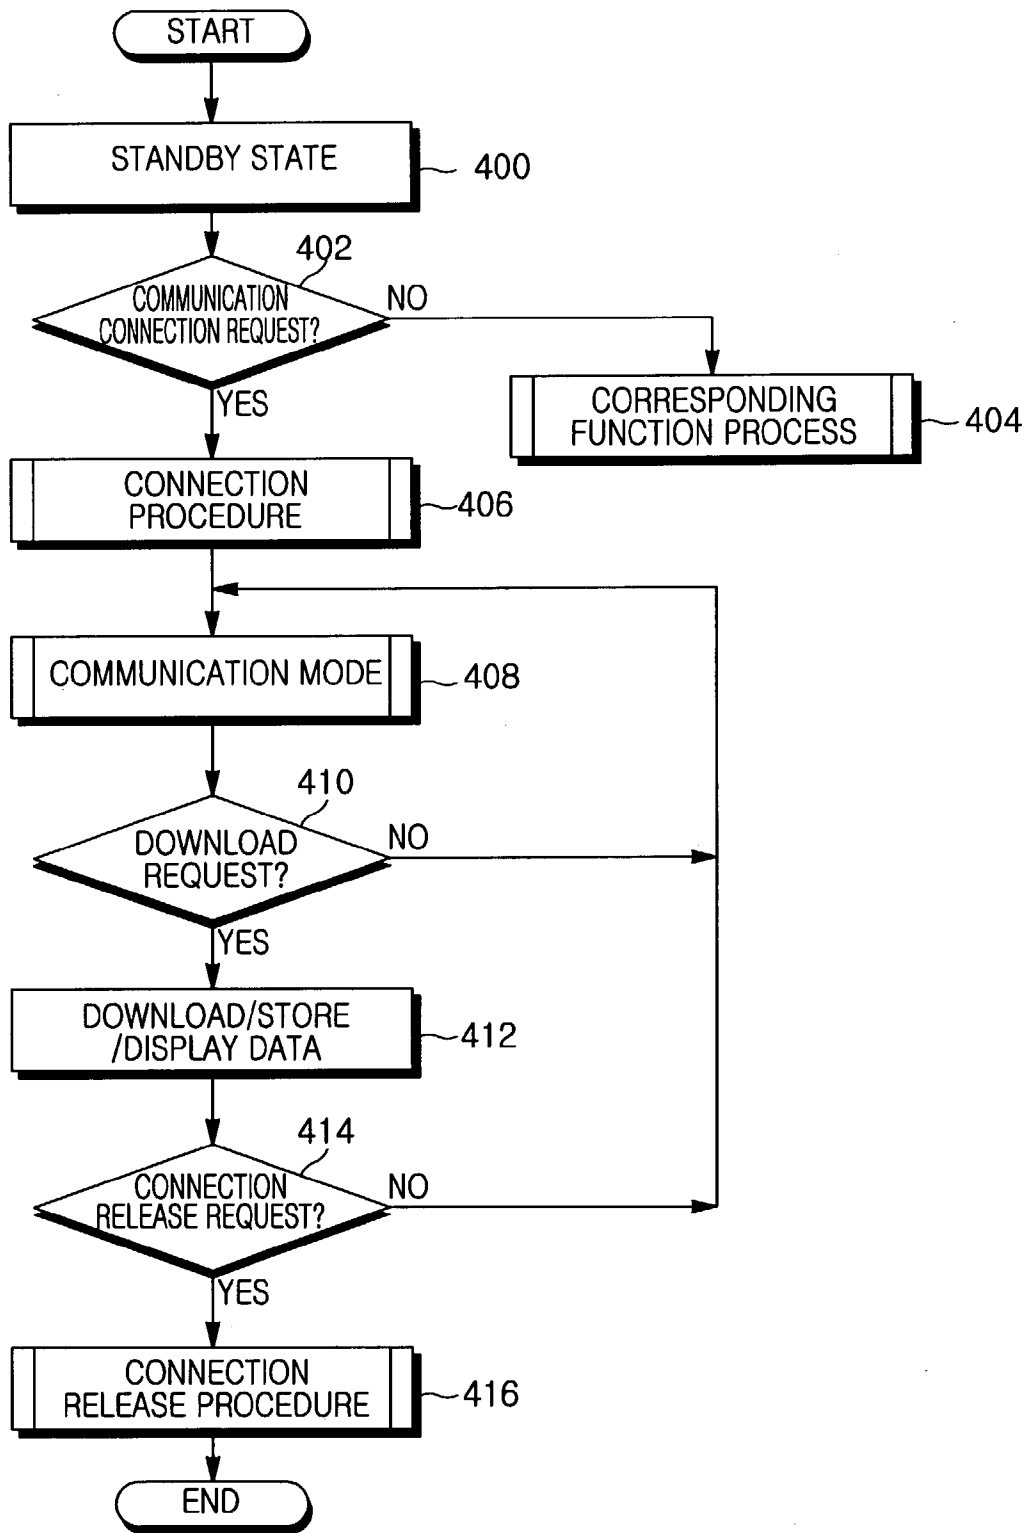 START
STANDBY STATE
400
402
COMMUNICATION
CONNECTION REQUEST?
NO
YES
CORRESPONDING
FUNCTION PROCESS
404
CONNECTION
PROCEDURE
406
COMMUNICATION MODE
408
410
DOWNLOAD
REQUEST?
NO
YES
DOWNLOAD/STORE
/DISPLAY DATA
412
414
CONNECTION
RELEASE REQUEST?
NO
YES
CONNECTION
RELEASE PROCEDURE
416
END